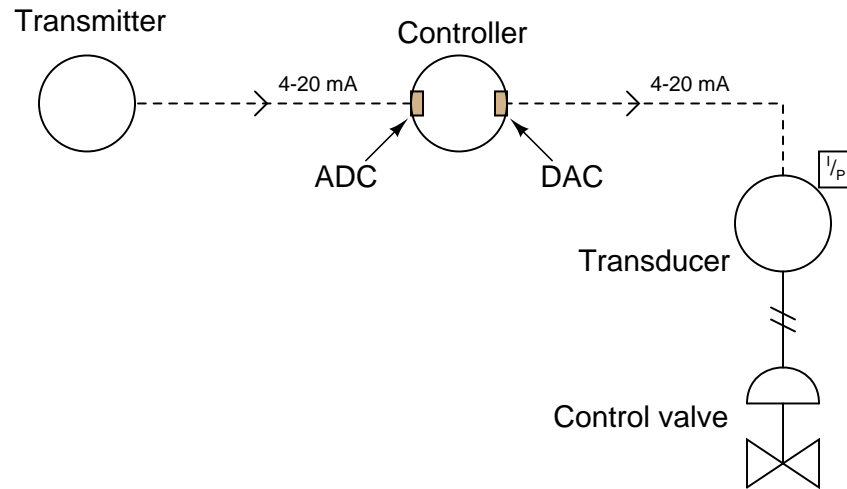 Transmitter
Controller
4-20 mA
4-20 mA
ADC
DAC
I/P
Transducer
Control valve